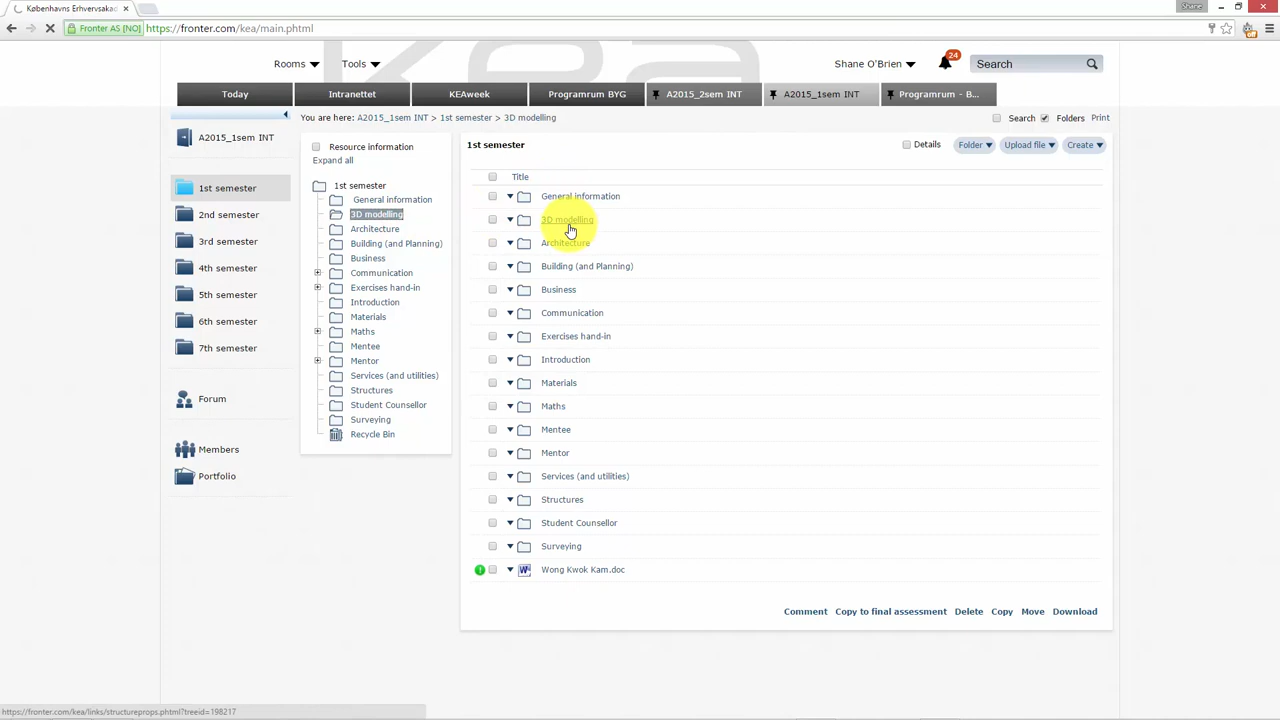 Københavns Erhvervsakad
Shane
Fronter AS [NO]
https://fronter.com/kea/main.phtml
off
kea
Rooms
Tools
Shane O'Brien
24
Search
Today
Intranettet
KEAweek
Programrum BYG
A2015_2sem INT
A2015_1sem INT
Programrum - B...
You are here: A2015_1sem INT > 1st semester > 3D modelling
Search
Folders
Print
A2015_1sem INT
1st semester
2nd semester
3rd semester
4th semester
5th semester
6th semester
7th semester
Forum
Members
Portfolio
Resource information
Expand all
1st semester
General information
3D modelling
Architecture
Building (and Planning)
Business
Communication
Exercises hand-in
Introduction
Materials
Maths
Mentee
Mentor
Services (and utilities)
Structures
Student Counsellor
Surveying
Recycle Bin
1st semester
Details
Folder
Upload file
Create
Title
General information
3D modelling
Architecture
Building (and Planning)
Business
Communication
Exercises hand-in
Introduction
Materials
Maths
Mentee
Mentor
Services (and utilities)
Structures
Student Counsellor
Surveying
Wong Kwok Kam.doc
Comment
Copy to final assessment
Delete
Copy
Move
Download
https://fronter.com/kea/links/structureprops.phtml?treeid=198217